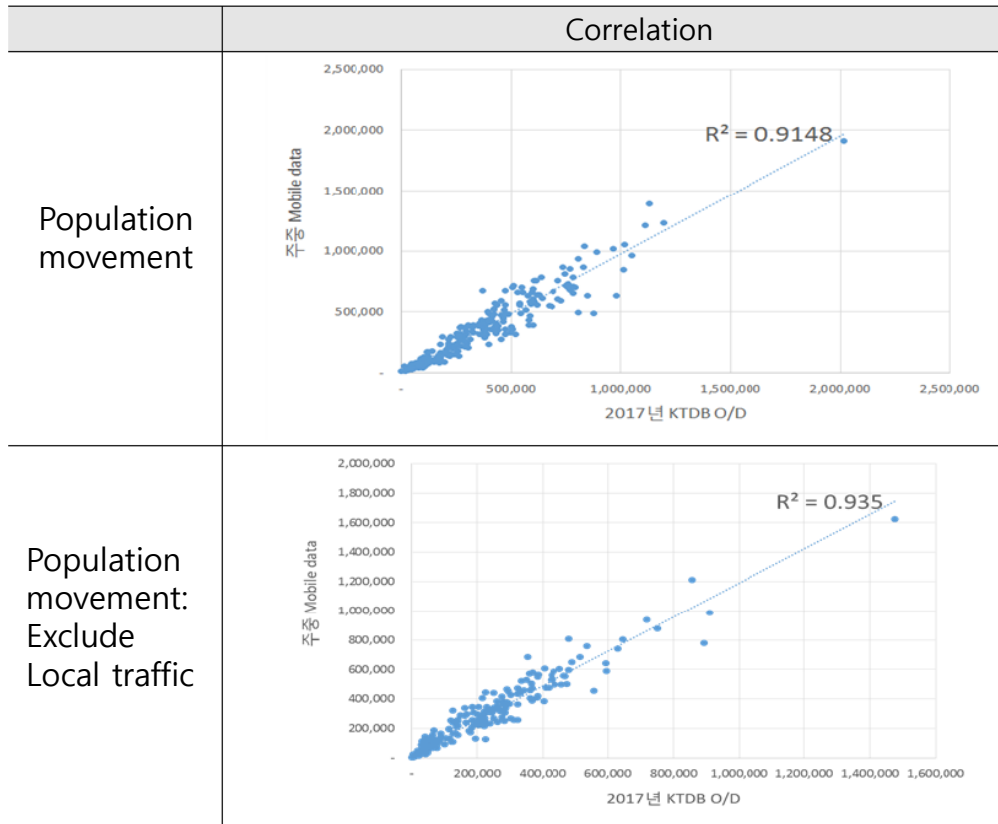 Correlation
Population
movement
2,500,000
2,000,000
1,500,000
1,000,000
500,000
-
주중 Mobile data
R² = 0.9148
- 500,000 1,000,000 1,500,000 2,000,000 2,500,000
2017년 KTDB O/D
Population
movement:
Exclude
Local traffic
2,000,000
1,800,000
1,600,000
1,400,000
1,200,000
1,000,000
800,000
600,000
400,000
200,000
-
주중 Mobile data
R² = 0.935
- 200,000 400,000 600,000 800,000 1,000,000 1,200,000 1,400,000 1,600,000
2017년 KTDB O/D